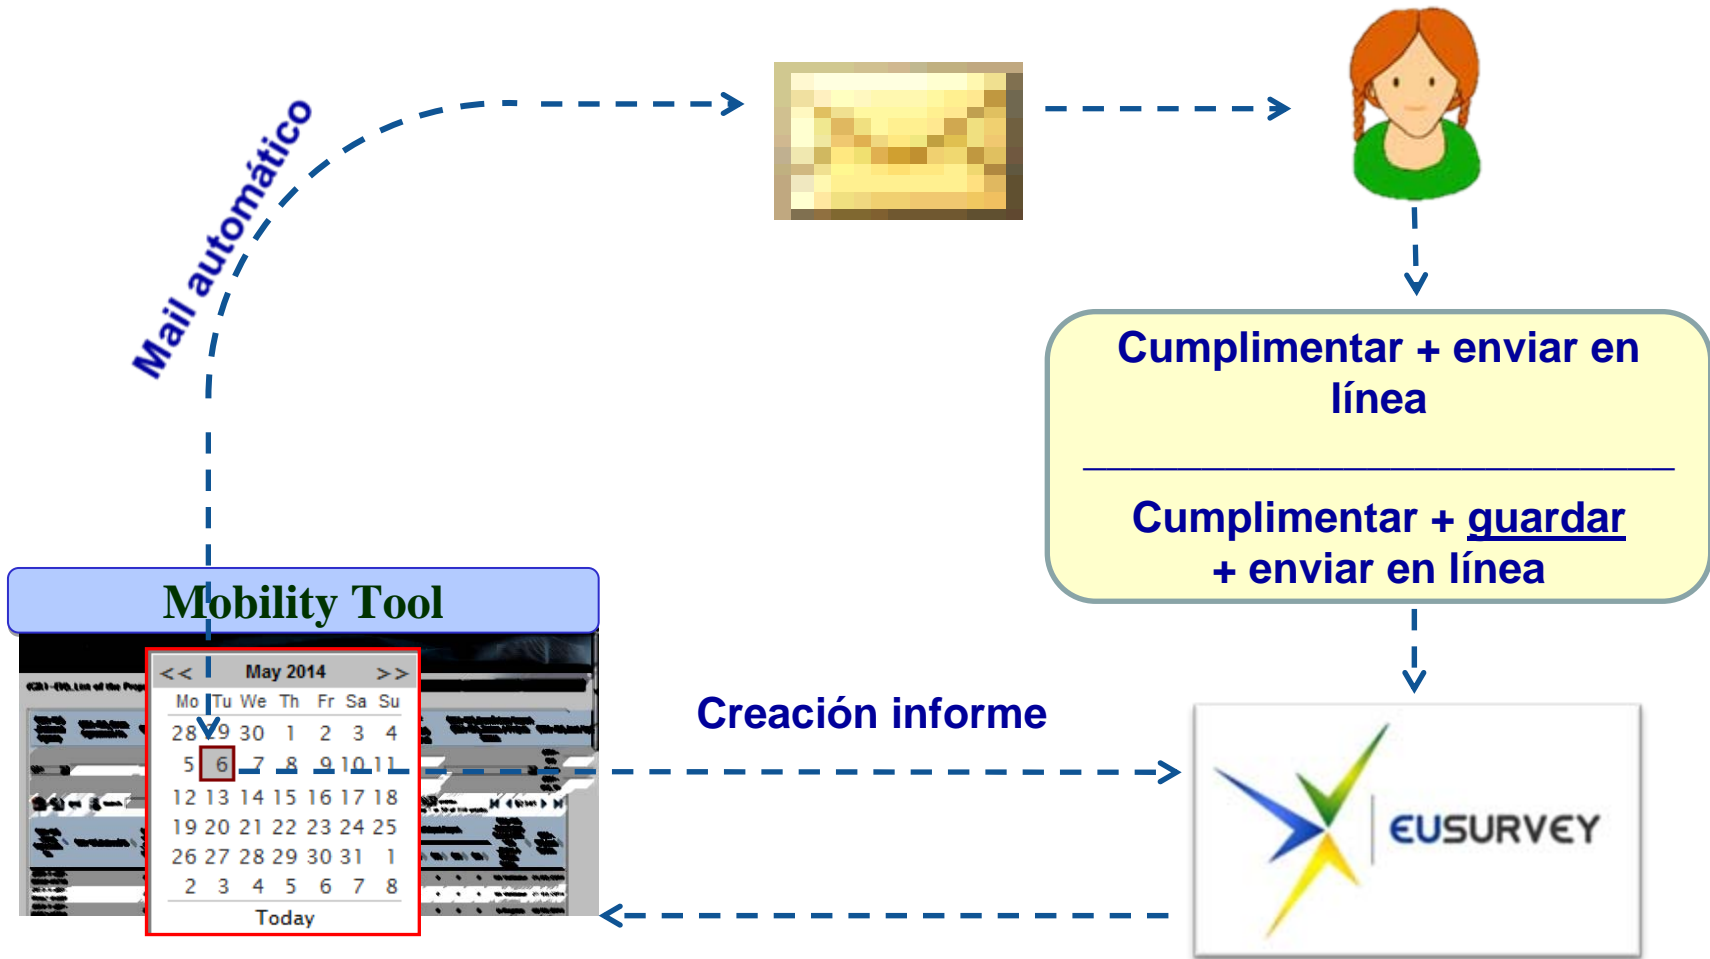 Mail automático
Cumplimentar + enviar en
línea
Cumplimentar + guardar
+ enviar en línea
Mobility Tool
<< May 2014 >>
Mo Tu We Th Fr Sa Su
28 29 30 1 2 3 4
5 6 7 8 9 10 11
12 13 14 15 16 17 18
19 20 21 22 23 24 25
26 27 28 29 30 31 1
2 3 4 5 6 7 8
Today
Creación informe
EUSURVEY